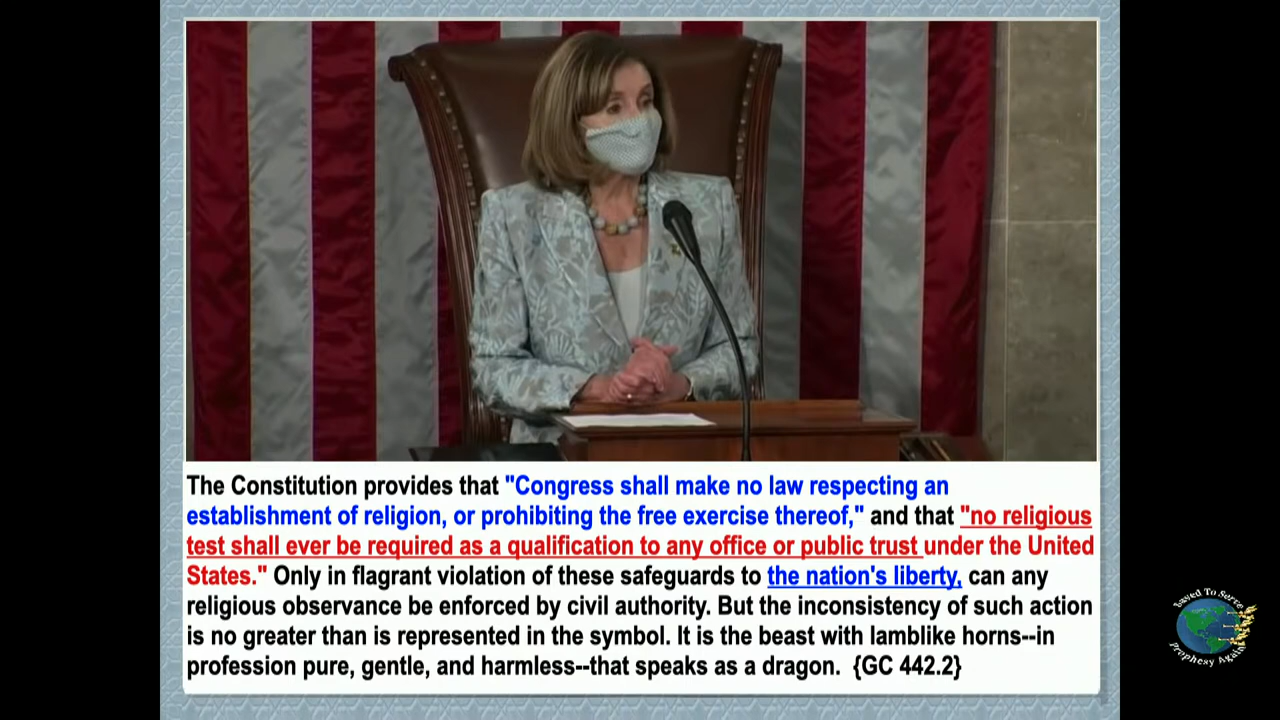 The Constitution provides that "Congress shall make no law respecting an
establishment of religion, or prohibiting the free exercise thereof," and that "no religious
test shall ever be required as a qualification to any office or public trust under the United
States." Only in flagrant violation of these safeguards to the nation's liberty, can any
religious observance be enforced by civil authority. But the inconsistency of such action
is no greater than is represented in the symbol. It is the beast with lamblike horns--in
profession pure, gentle, and harmless--that speaks as a dragon. {GC 442.2}
To Serve
Prophesy Again